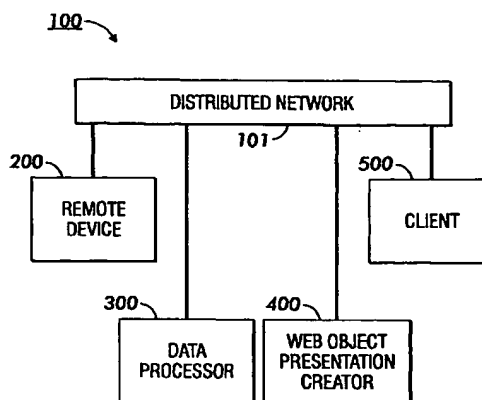 100
DISTRIBUTED NETWORK
101
200
REMOTE
DEVICE
500
CLIENT
300
DATA
PROCESSOR
400
WEB OBJECT
PRESENTATION
CREATOR